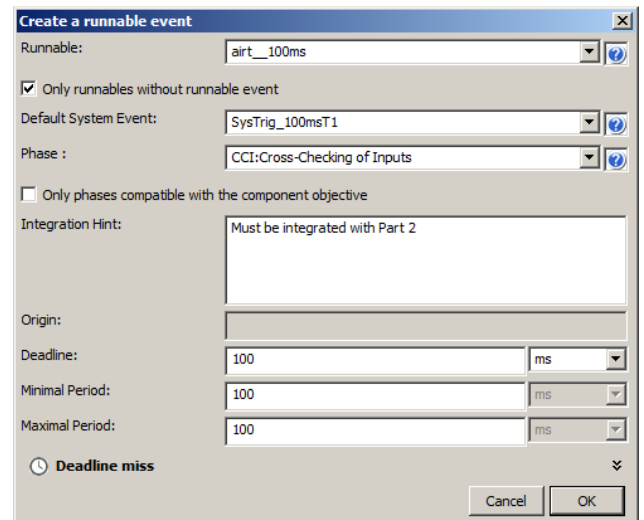 Create a runnable event
Runnable: airt__100ms
Only runnables without runnable event
Default System Event: SysTrig_100msT1
Phase : CCI:Cross-Checking of Inputs
Only phases compatible with the component objective
Integration Hint: Must be integrated with Part 2
Origin:
Deadline: 100 ms
Minimal Period: 100 ms
Maximal Period: 100 ms
Deadline miss
Cancel OK